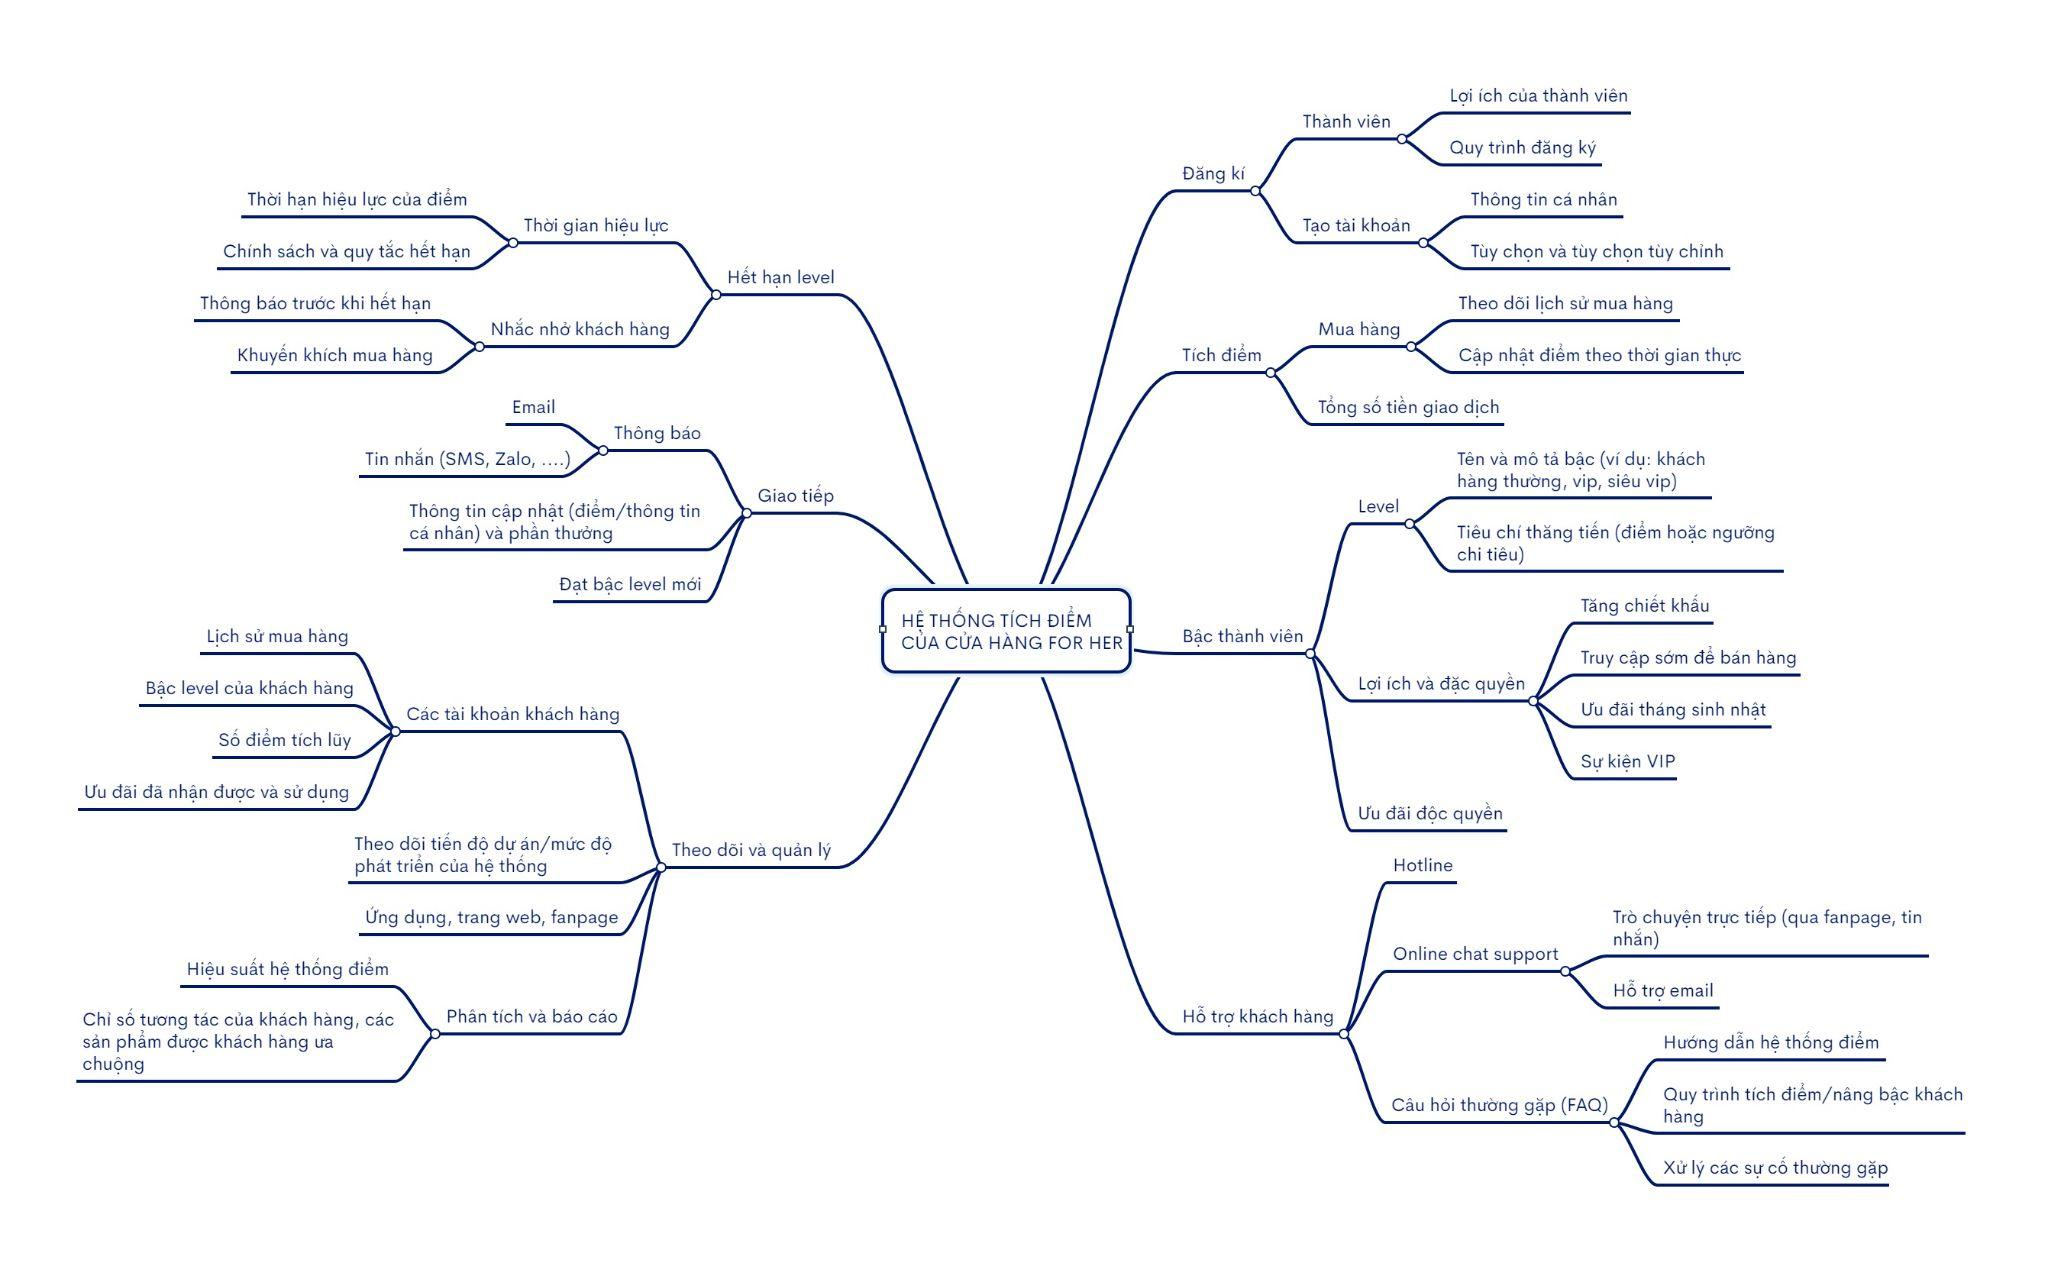 HỆ THỐNG TÍCH ĐIỂM
CỦA CỬA HÀNG FOR HER
Đăng kí
Thành viên
Lợi ích của thành viên
Quy trình đăng ký
Tạo tài khoản
Thông tin cá nhân
Tùy chọn và tùy chọn tùy chỉnh
Tích điểm
Mua hàng
Theo dõi lịch sử mua hàng
Cập nhật điểm theo thời gian thực
Tổng số tiền giao dịch
Bậc thành viên
Level
Tên và mô tả bậc (ví dụ: khách
hàng thường, vip, siêu vip)
Tiêu chí thăng tiến (điểm hoặc ngưỡng
chi tiêu)
Lợi ích và đặc quyền
Tăng chiết khấu
Truy cập sớm để bán hàng
Ưu đãi tháng sinh nhật
Sự kiện VIP
Ưu đãi độc quyền
Hỗ trợ khách hàng
Hotline
Online chat support
Trò chuyện trực tiếp (qua fanpage, tin
nhắn)
Hỗ trợ email
Câu hỏi thường gặp (FAQ)
Hướng dẫn hệ thống điểm
Quy trình tích điểm/nâng bậc khách
hàng
Xử lý các sự cố thường gặp
Hết hạn level
Thời gian hiệu lực
Thời hạn hiệu lực của điểm
Chính sách và quy tắc hết hạn
Nhắc nhở khách hàng
Thông báo trước khi hết hạn
Khuyến khích mua hàng
Giao tiếp
Thông báo
Email
Tin nhắn (SMS, Zalo, ....)
Thông tin cập nhật (điểm/thông tin
cá nhân) và phần thưởng
Đạt bậc level mới
Theo dõi và quản lý
Các tài khoản khách hàng
Lịch sử mua hàng
Bậc level của khách hàng
Số điểm tích lũy
Ưu đãi đã nhận được và sử dụng
Theo dõi tiến độ dự án/mức độ
phát triển của hệ thống
Ứng dụng, trang web, fanpage
Phân tích và báo cáo
Hiệu suất hệ thống điểm
Chỉ số tương tác của khách hàng, các
sản phẩm được khách hàng ưa
chuộng